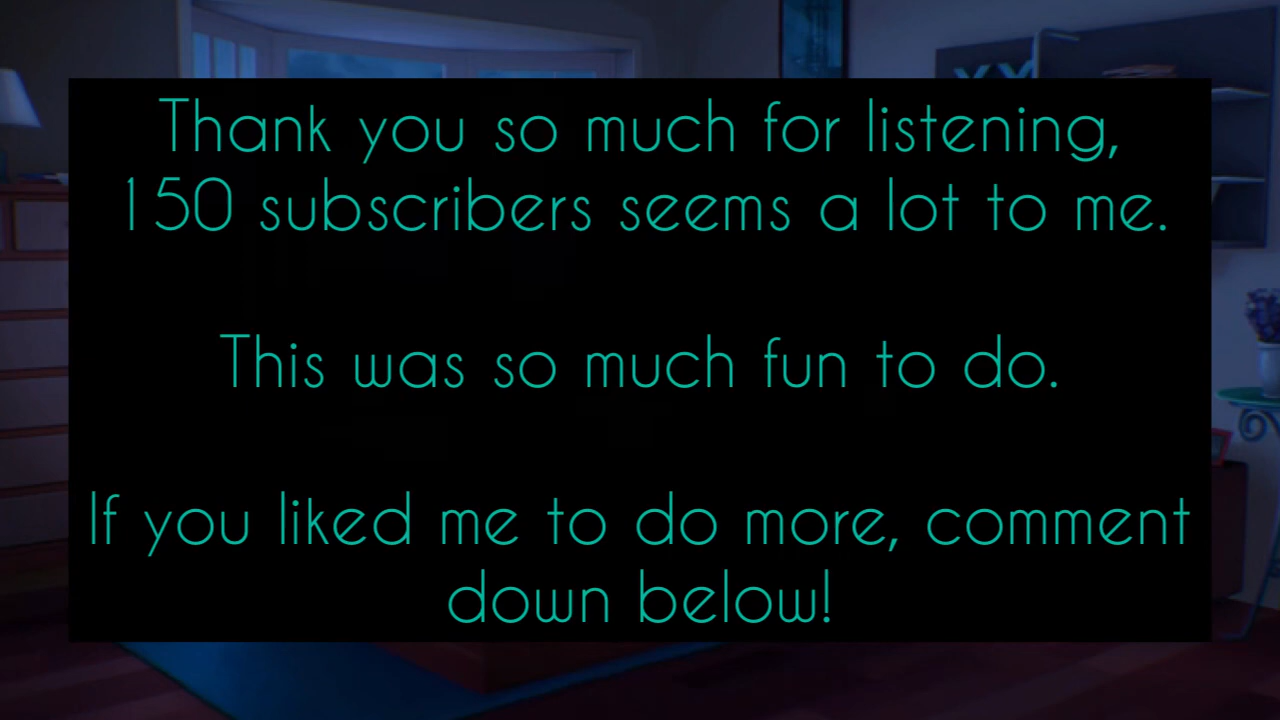 Thank you so much for listening,
150 subscribers seems a lot to me.
This was so much fun to do.
If you liked me to do more, comment
down below!